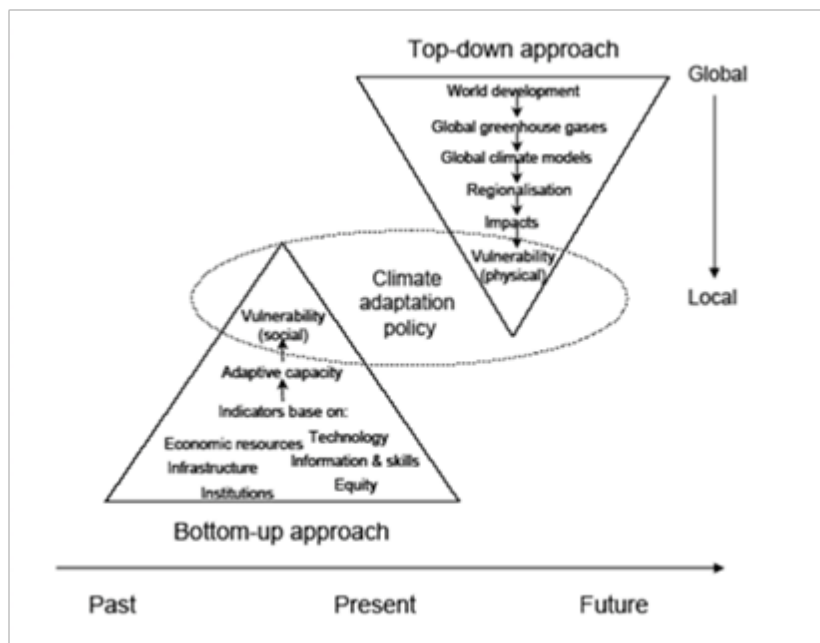 Top-down approach
Global
World development
Global greenhouse gases
Global climate models
Regionalisation
Impacts
Vulnerability
(physical)
Local
Climate
adaptation
policy
Vulnerability
(social)
Adaptive capacity
Indicators base on:
Economic resources
Technology
Infrastructure
Information & skills
Institutions
Equity
Bottom-up approach
Past
Present
Future